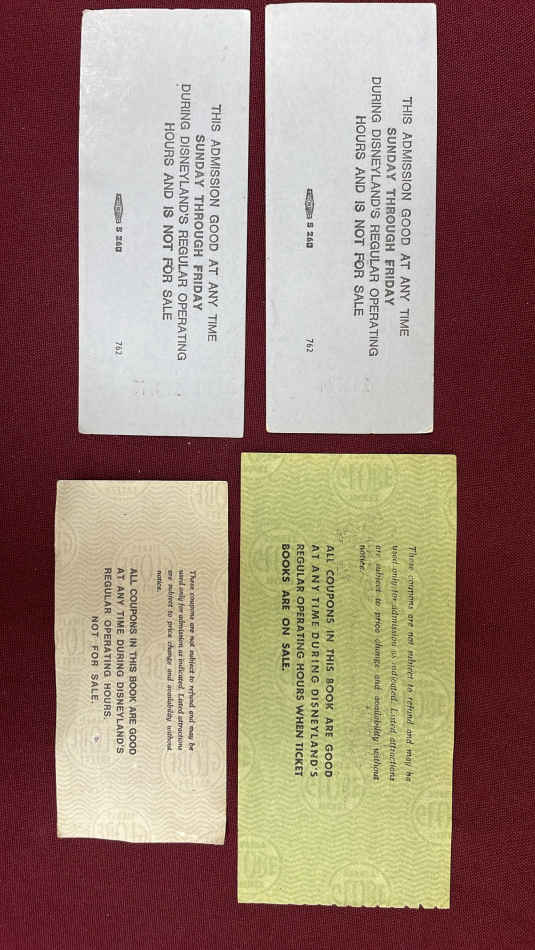 THIS ADMISSION GOOD AT ANY TIME
SUNDAY THROUGH FRIDAY
DURING DISNEYLAND'S REGULAR OPERATING
HOURS AND IS NOT FOR SALE
762
THIS ADMISSION GOOD AT ANY TIME
SUNDAY THROUGH FRIDAY
DURING DISNEYLAND'S REGULAR OPERATING
HOURS AND IS NOT FOR SALE
762
These coupons are not subject to refund and may be
used only for admission as indicated. Listed attractions
are subject to price change and availability without
notice.
ALL COUPONS IN THIS BOOK ARE GOOD
AT ANY TIME DURING DISNEYLAND'S
REGULAR OPERATING HOURS.
NOT FOR SALE.
These coupons are not subject to refund and may be
used only for admission as indicated. Listed attractions
are subject to price change and availability without
notice.
ALL COUPONS IN THIS BOOK ARE GOOD
AT ANY TIME DURING DISNEYLAND'S
REGULAR OPERATING HOURS WHEN TICKET
BOOKS ARE ON SALE.
GLOBE
GLOBE